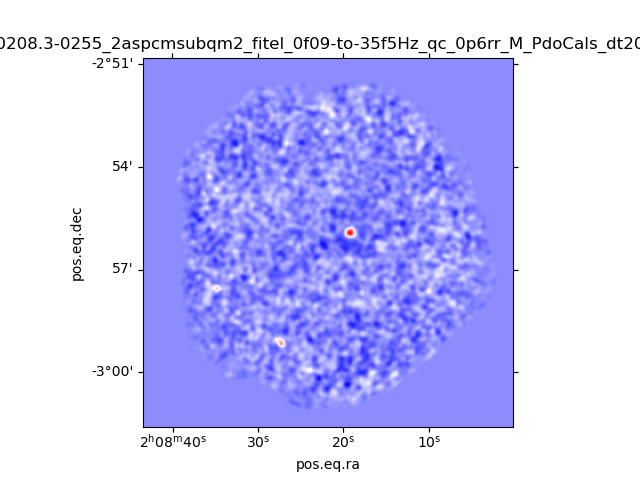 0208.3-0255_2aspcmsubqm2_fitel_0f09-to-35f5Hz_qc_0p6rr_M_PdoCals_dt20
-2°51'
54'
57'
-3°00'
pos.eq.dec
2ʰ08ᵐ40ˢ 30ˢ 20ˢ 10ˢ
pos.eq.ra